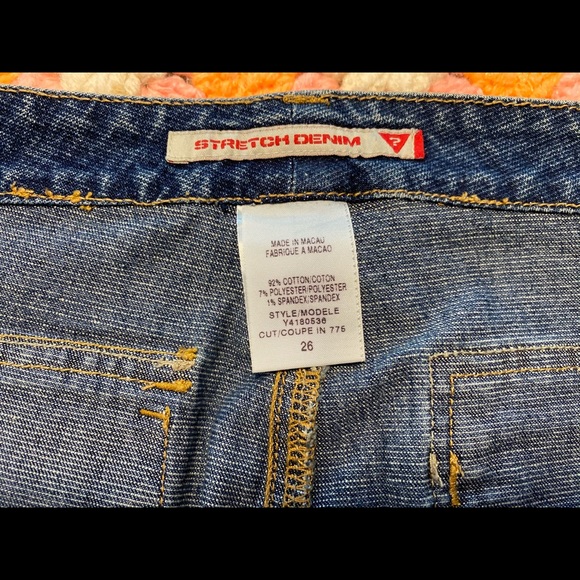 STRETCH DENIM ?
MADE IN MACAU
FABRIQUE A MACAO
92% COTTON/COTON
7% POLYESTER/POLYESTER
1% SPANDEX/SPANDEX
STYLE/MODELE
Y4180536
CUT/COUPE IN 775
26